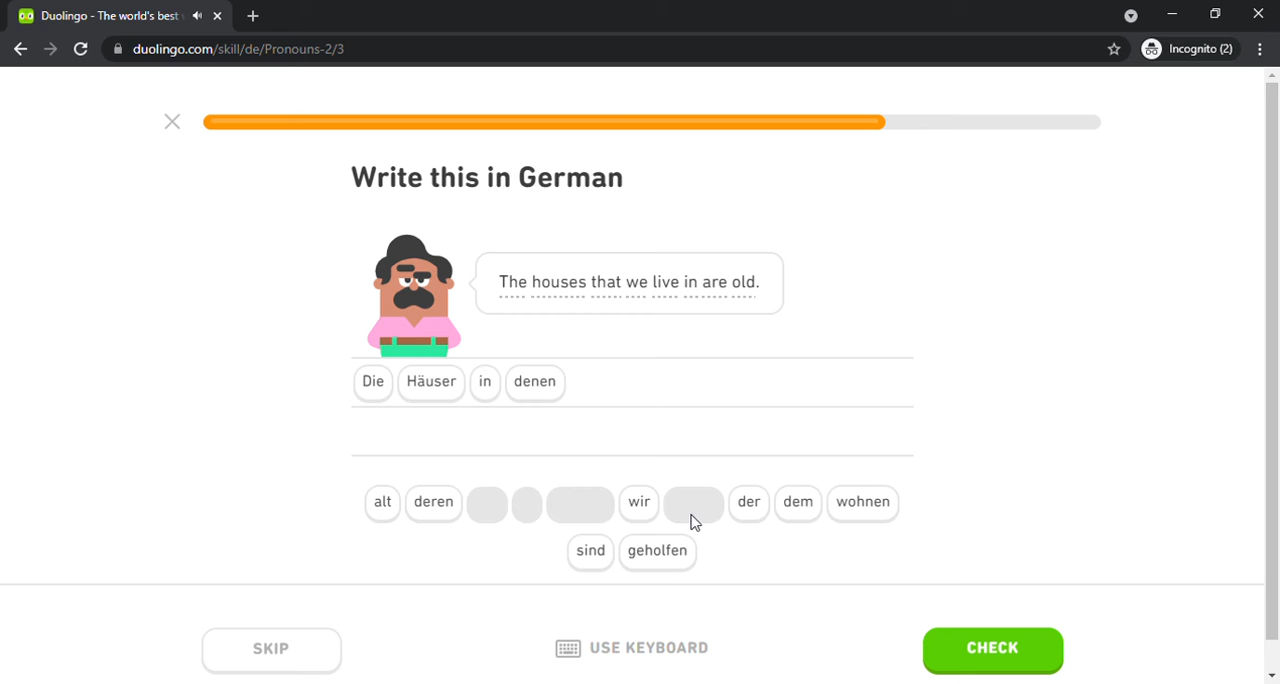 Duolingo - The world's best
duolingo.com/skill/de/Pronouns-2/3
Incognito (2)
Write this in German
The houses that we live in are old.
Die Häuser in denen
alt deren wir der dem wohnen
sind geholfen
SKIP USE KEYBOARD CHECK